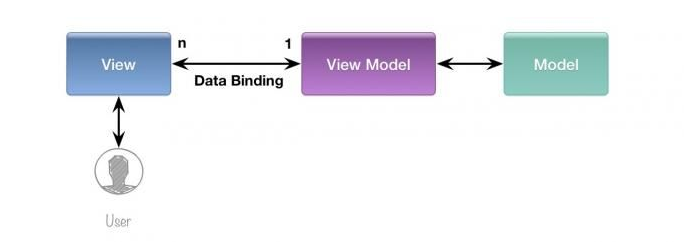 n
1
View
View Model
Model
Data Binding
User